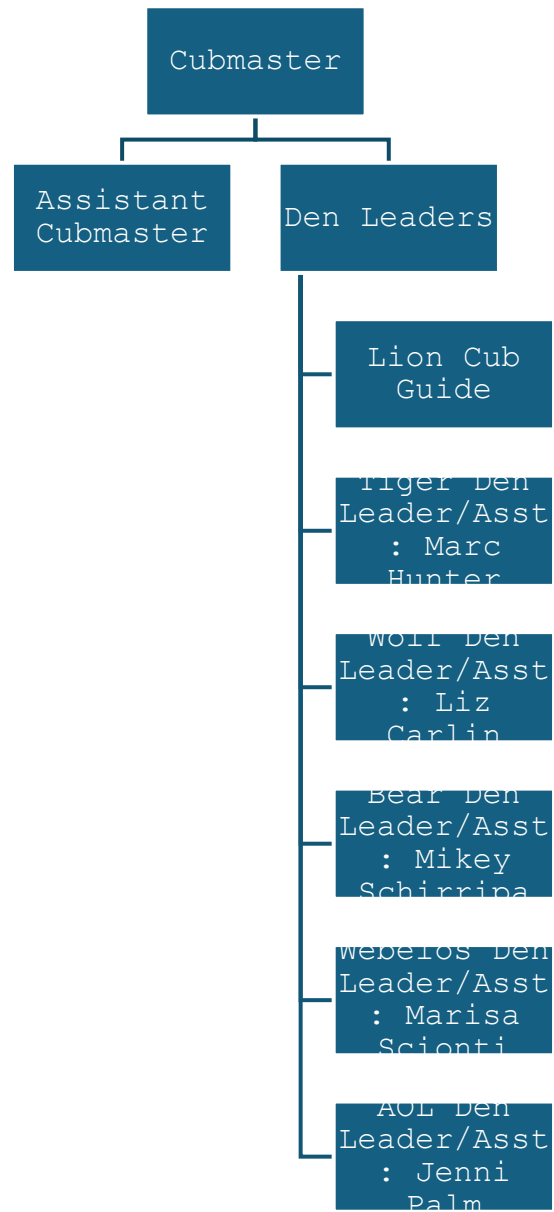 Cubmaster
Assistant
Cubmaster
Den Leaders
Lion Cub
Guide
Tiger Den
Leader/Asst
: Marc
Hunter
Wolf Den
Leader/Asst
: Liz
Carlin
Bear Den
Leader/Asst
: Mikey
Schirripa
Webelos Den
Leader/Asst
: Marisa
Scionti
AOL Den
Leader/Asst
: Jenni
Palm